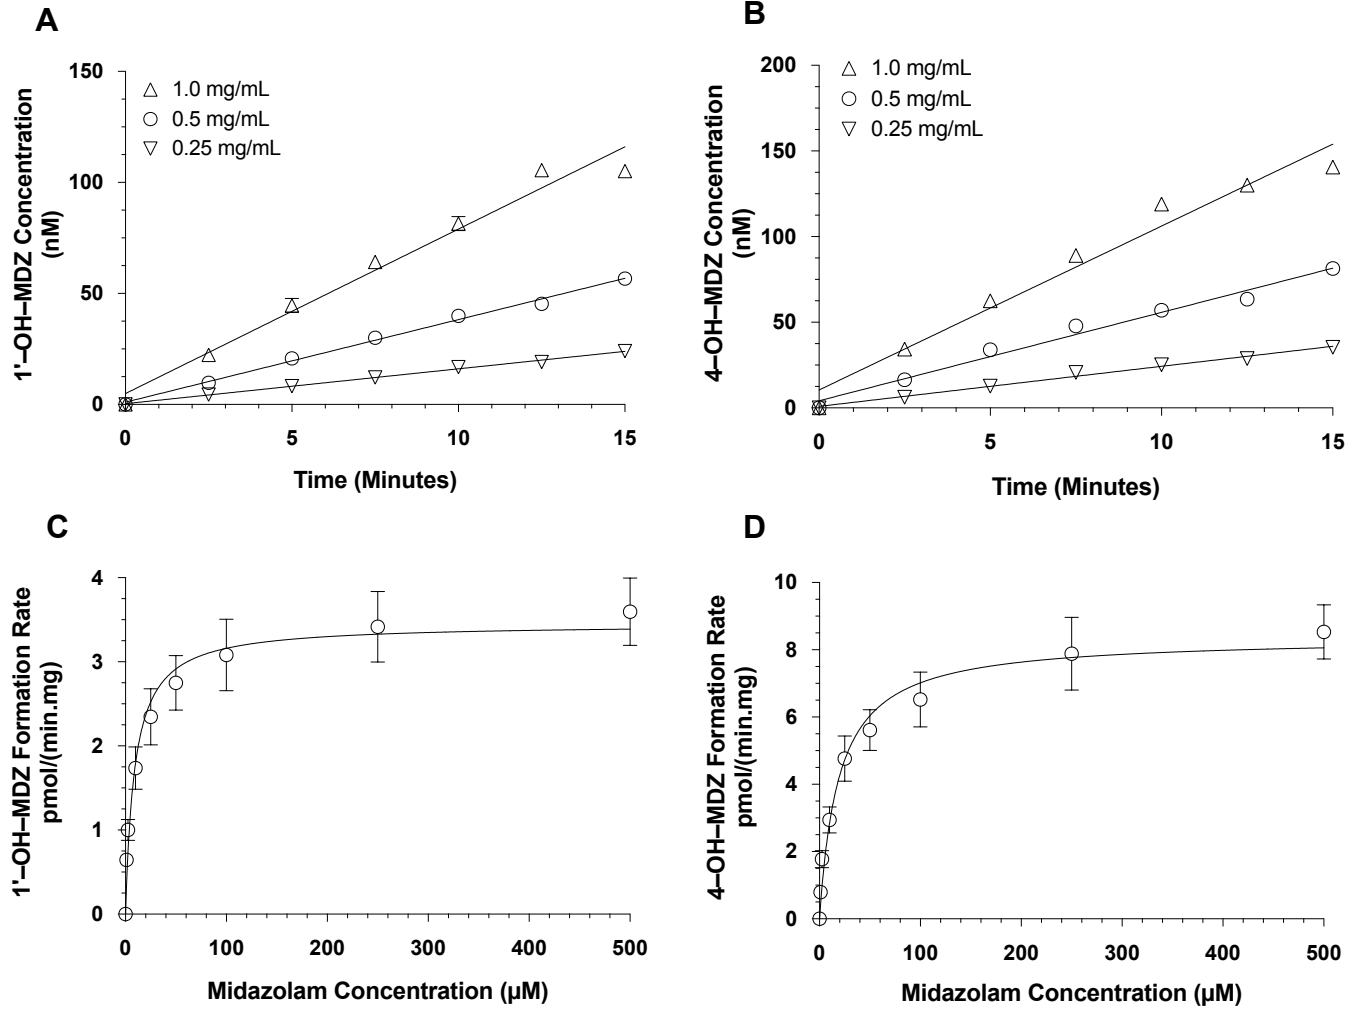 A
1'–OH–MDZ Concentration
(nM)
150
100
50
0
1.0 mg/mL
0.5 mg/mL
0.25 mg/mL
0 5 10 15
Time (Minutes)
B
4–OH–MDZ Concentration
(nM)
200
150
100
50
0
1.0 mg/mL
0.5 mg/mL
0.25 mg/mL
0 5 10 15
Time (Minutes)
C
1'–OH–MDZ Formation Rate
pmol/(min.mg)
4
3
2
1
0
0 100 200 300 400 500
Midazolam Concentration (µM)
D
4–OH–MDZ Formation Rate
pmol/(min.mg)
10
8
6
4
2
0
0 100 200 300 400 500
Midazolam Concentration (µM)